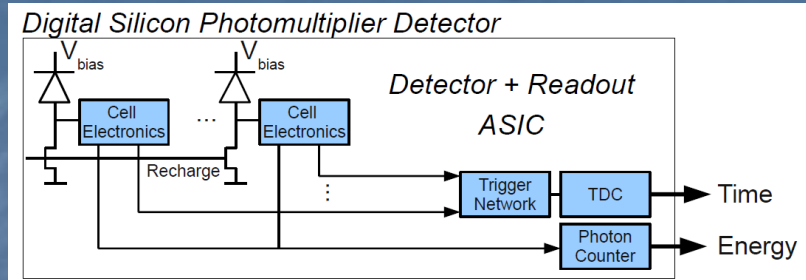 Digital Silicon Photomultiplier Detector
V bias
V bias
Detector + Readout
ASIC
Cell
Electronics
...
Cell
Electronics
Recharge
...
Trigger
Network
TDC
Time
Photon
Counter
Energy